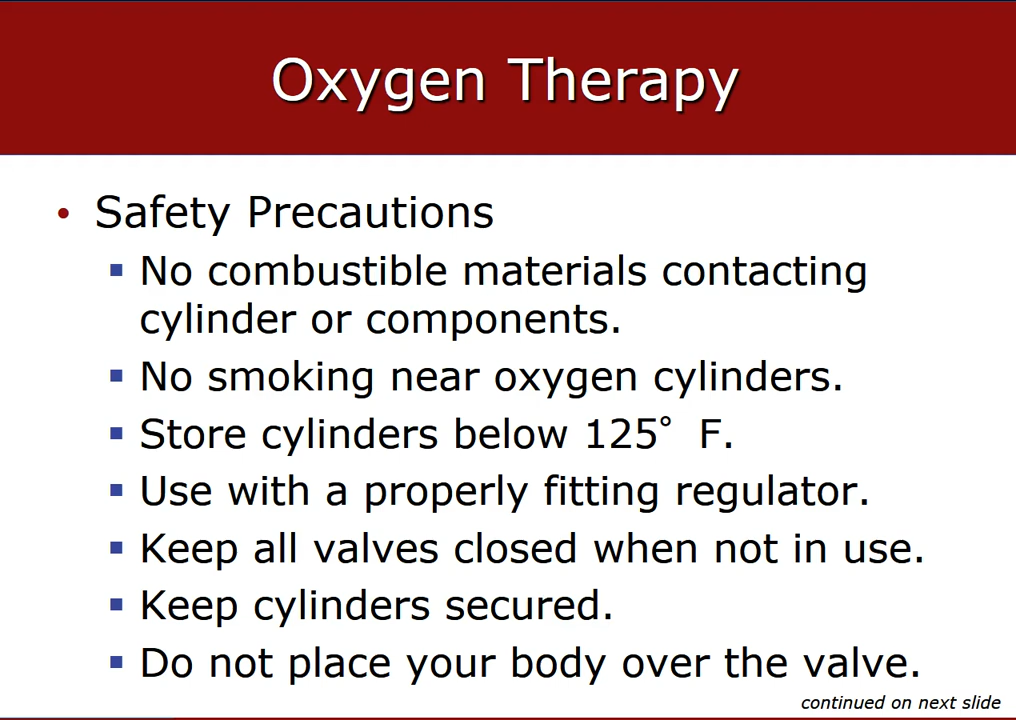 Oxygen Therapy
• Safety Precautions
▪ No combustible materials contacting
cylinder or components.
▪ No smoking near oxygen cylinders.
▪ Store cylinders below 125° F.
▪ Use with a properly fitting regulator.
▪ Keep all valves closed when not in use.
▪ Keep cylinders secured.
▪ Do not place your body over the valve.
continued on next slide